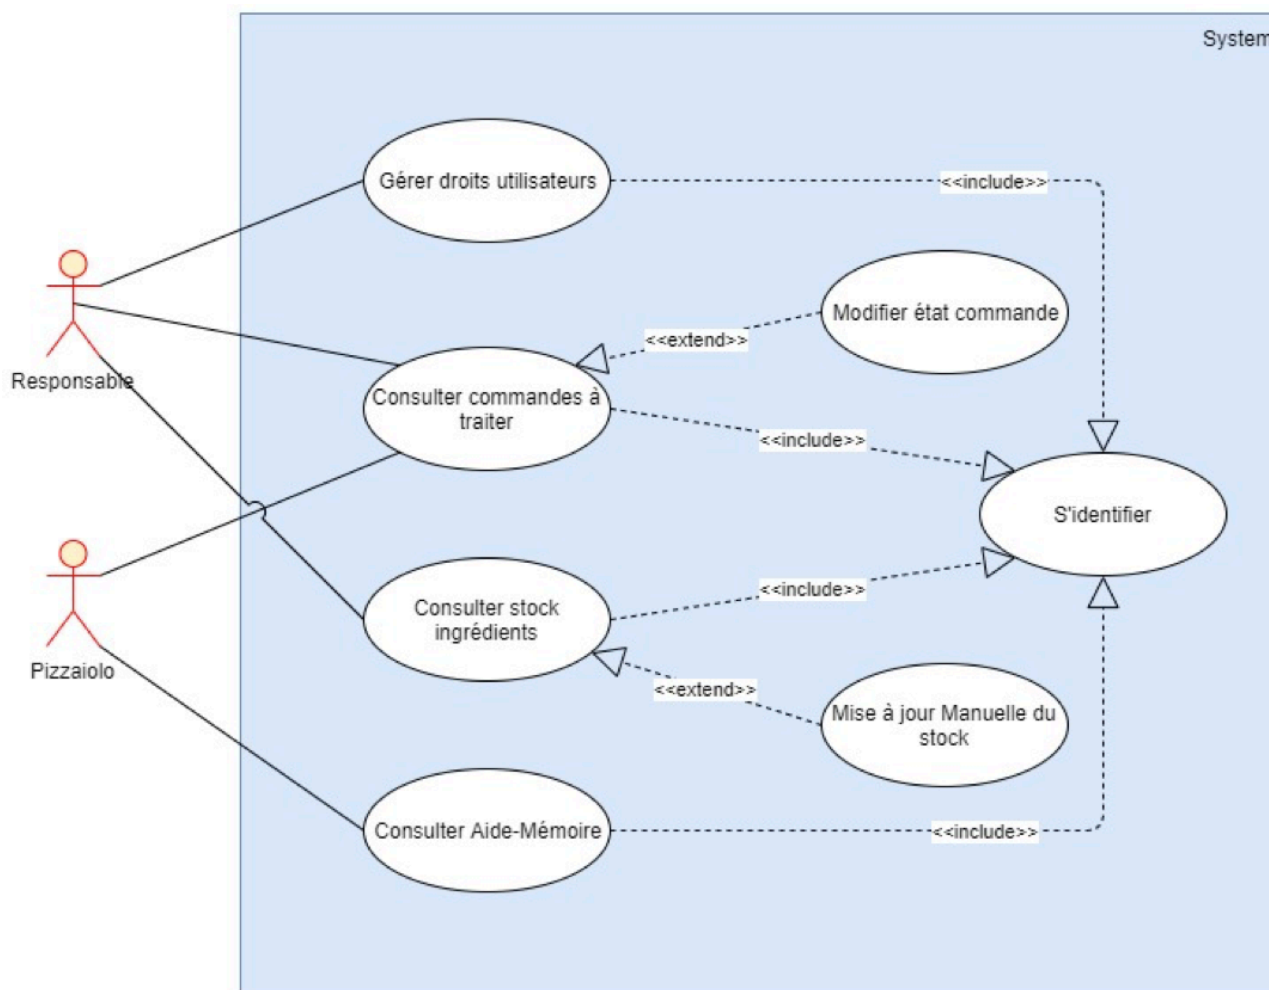 System
Gérer droits utilisateurs
<<include>>
Modifier état commande
<<extend>>
Responsable
Consulter commandes à
traiter
<<include>>
S'identifier
Consulter stock
ingrédients
<<include>>
Pizzaiolo
<<extend>>
Mise à jour Manuelle du
stock
Consulter Aide-Mémoire
<<include>>